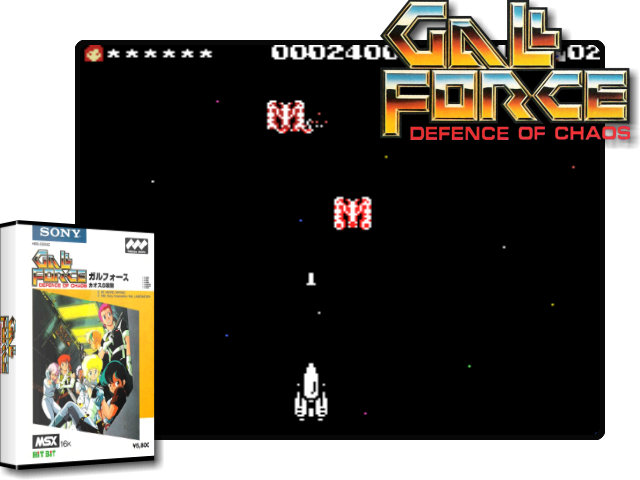 GALL
FORCE
DEFENCE OF CHAOS
******
00002400
02
SONY
GALL
FORCE
DEFENCE OF CHAOS
ガルフォース
カオスの攻防
MSX 16K
HIT BIT
¥5,800